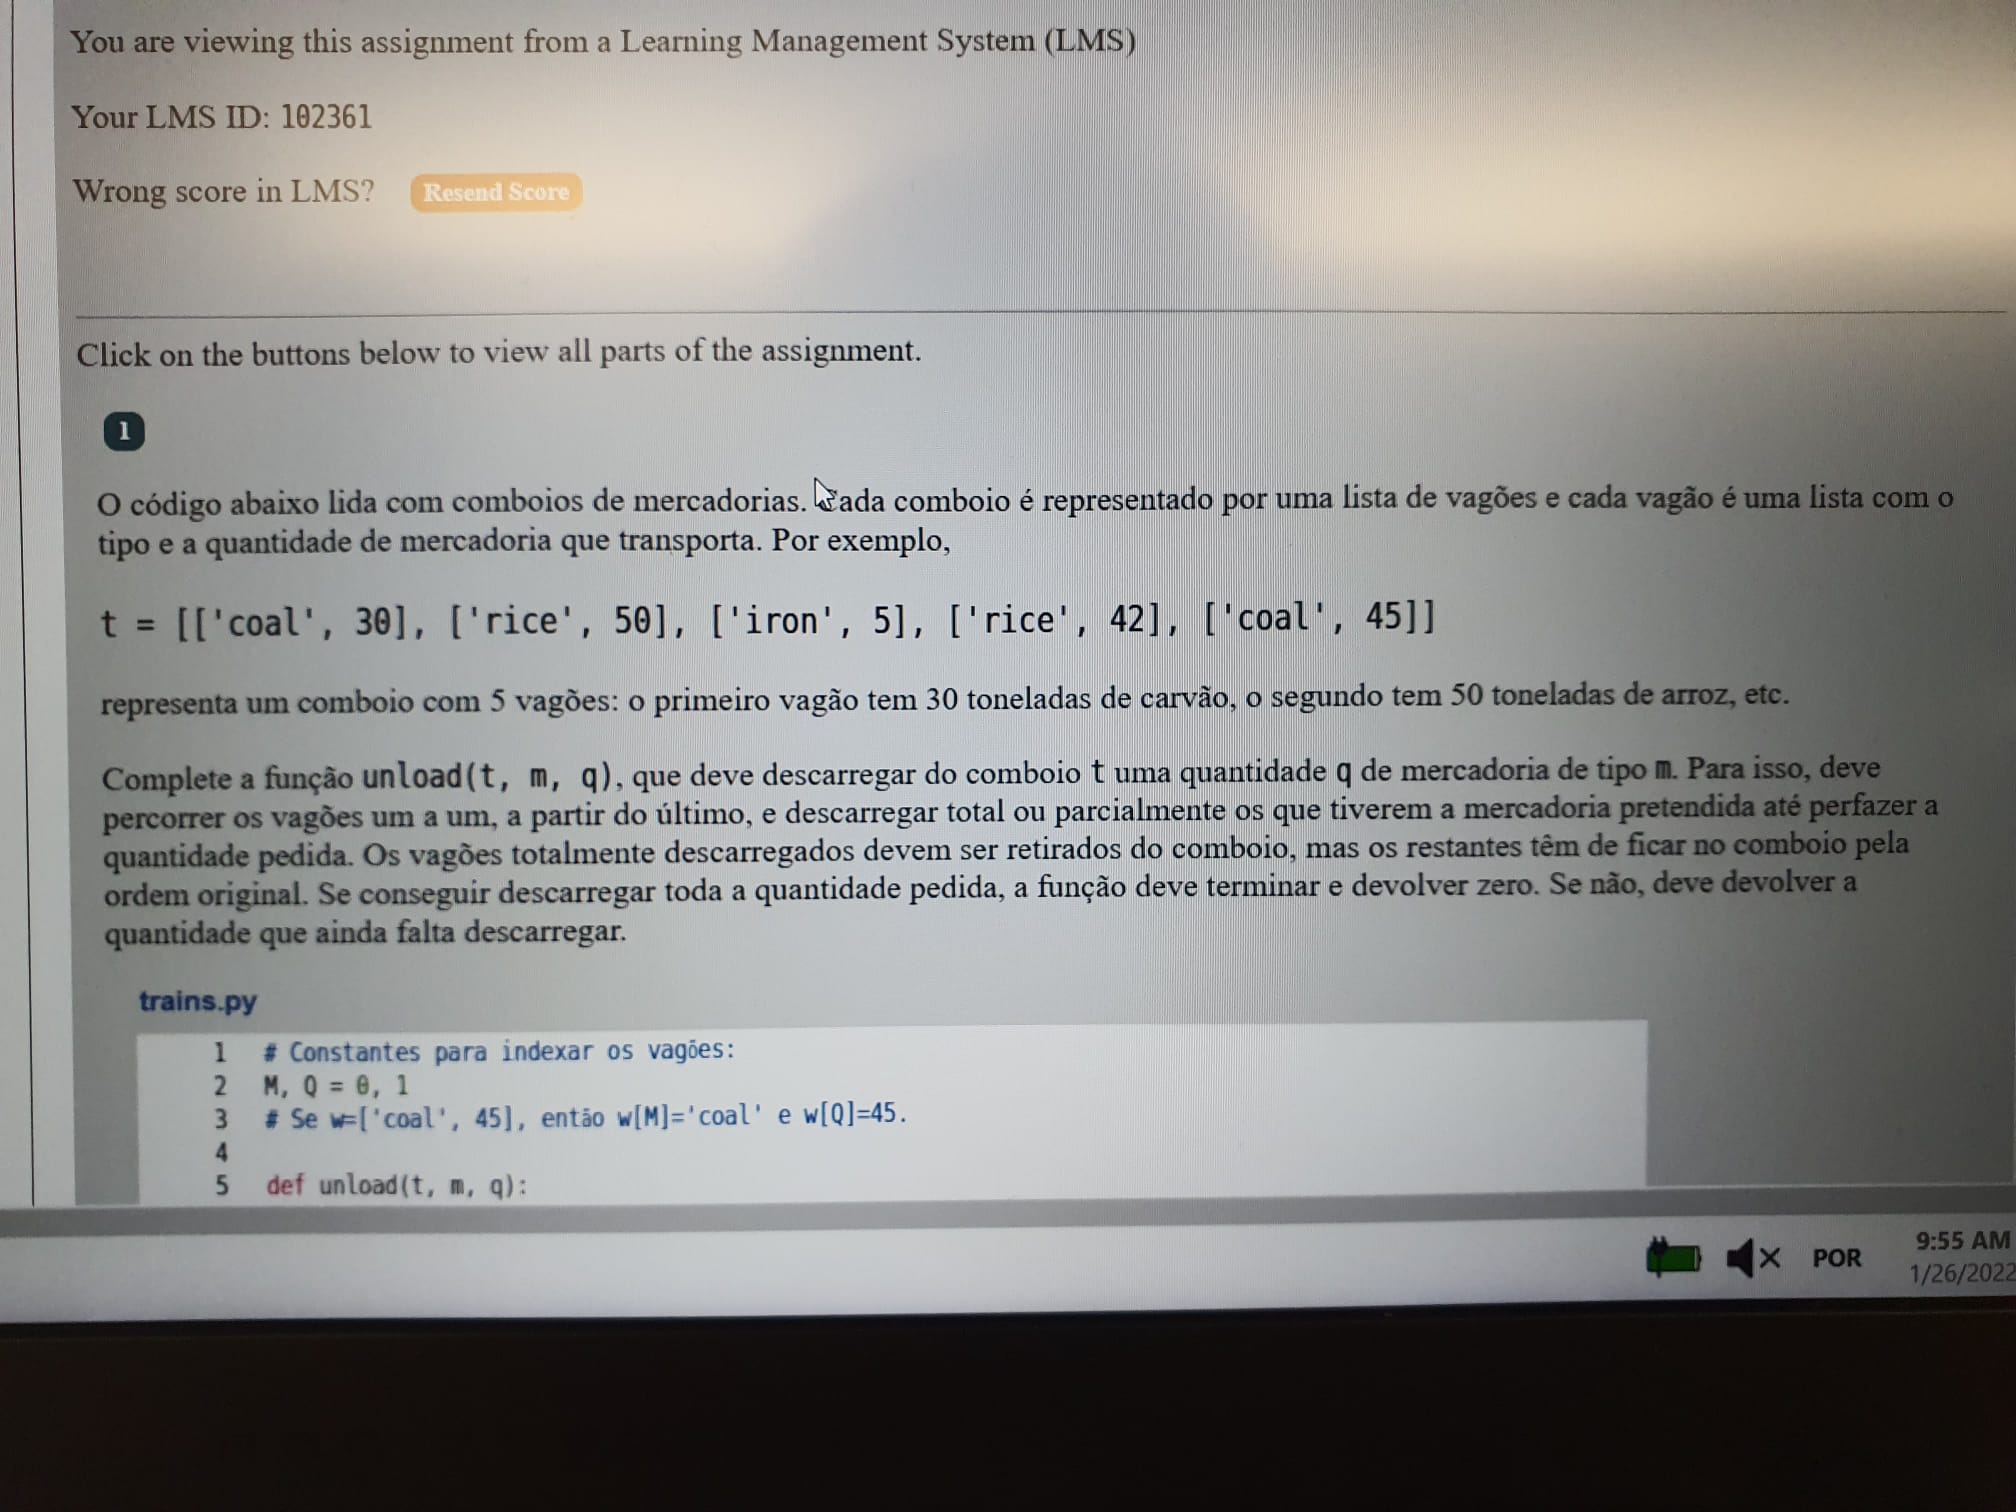 You are viewing this assignment from a Learning Management System (LMS)
Your LMS ID: 102361
Wrong score in LMS? Resend Score
Click on the buttons below to view all parts of the assignment.
1
O código abaixo lida com comboios de mercadorias. Cada comboio é representado por uma lista de vagões e cada vagão é uma lista com o
tipo e a quantidade de mercadoria que transporta. Por exemplo,
t = [['coal', 30], ['rice', 50], ['iron', 5], ['rice', 42], ['coal', 45]]
representa um comboio com 5 vagões: o primeiro vagão tem 30 toneladas de carvão, o segundo tem 50 toneladas de arroz, etc.
Complete a função unload(t, m, q), que deve descarregar do comboio t uma quantidade q de mercadoria de tipo m. Para isso, deve
percorrer os vagões um a um, a partir do último, e descarregar total ou parcialmente os que tiverem a mercadoria pretendida até perfazer a
quantidade pedida. Os vagões totalmente descarregados devem ser retirados do comboio, mas os restantes têm de ficar no comboio pela
ordem original. Se conseguir descarregar toda a quantidade pedida, a função deve terminar e devolver zero. Se não, deve devolver a
quantidade que ainda falta descarregar.
trains.py
1 # Constantes para indexar os vagões:
2 M, Q = 0, 1
3 # Se w=['coal', 45], então w[M]='coal' e w[Q]=45.
4
5 def unload(t, m, q):
POR
9:55 AM
1/26/2022